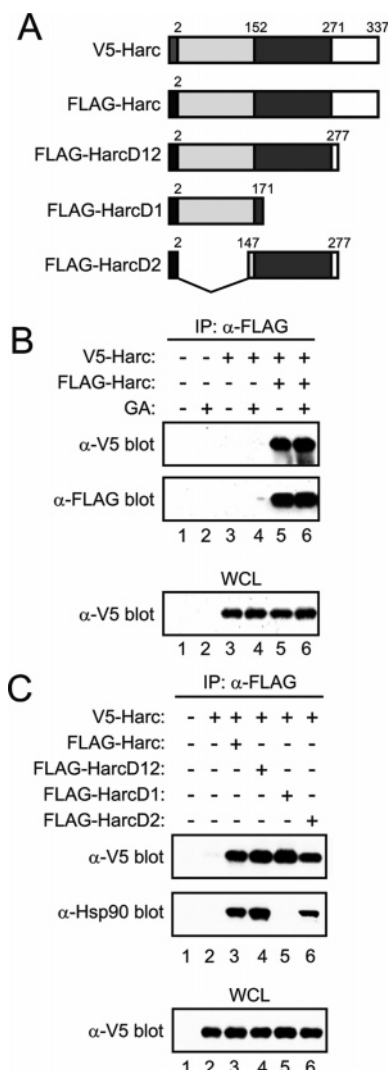 A
2 152 271 337
V5-Harc
2
FLAG-Harc
2 277
FLAG-HarcD12
2 171
FLAG-HarcD1
2 147 277
FLAG-HarcD2
B
IP: α-FLAG
V5-Harc: - - + + + +
FLAG-Harc: - - - - + +
GA: - + - + - +
α-V5 blot
α-FLAG blot
1 2 3 4 5 6
WCL
α-V5 blot
1 2 3 4 5 6
C
IP: α-FLAG
V5-Harc: - + + + + +
FLAG-Harc: - - + - - -
FLAG-HarcD12: - - - + - -
FLAG-HarcD1: - - - - + -
FLAG-HarcD2: - - - - - +
α-V5 blot
α-Hsp90 blot
1 2 3 4 5 6
WCL
α-V5 blot
1 2 3 4 5 6